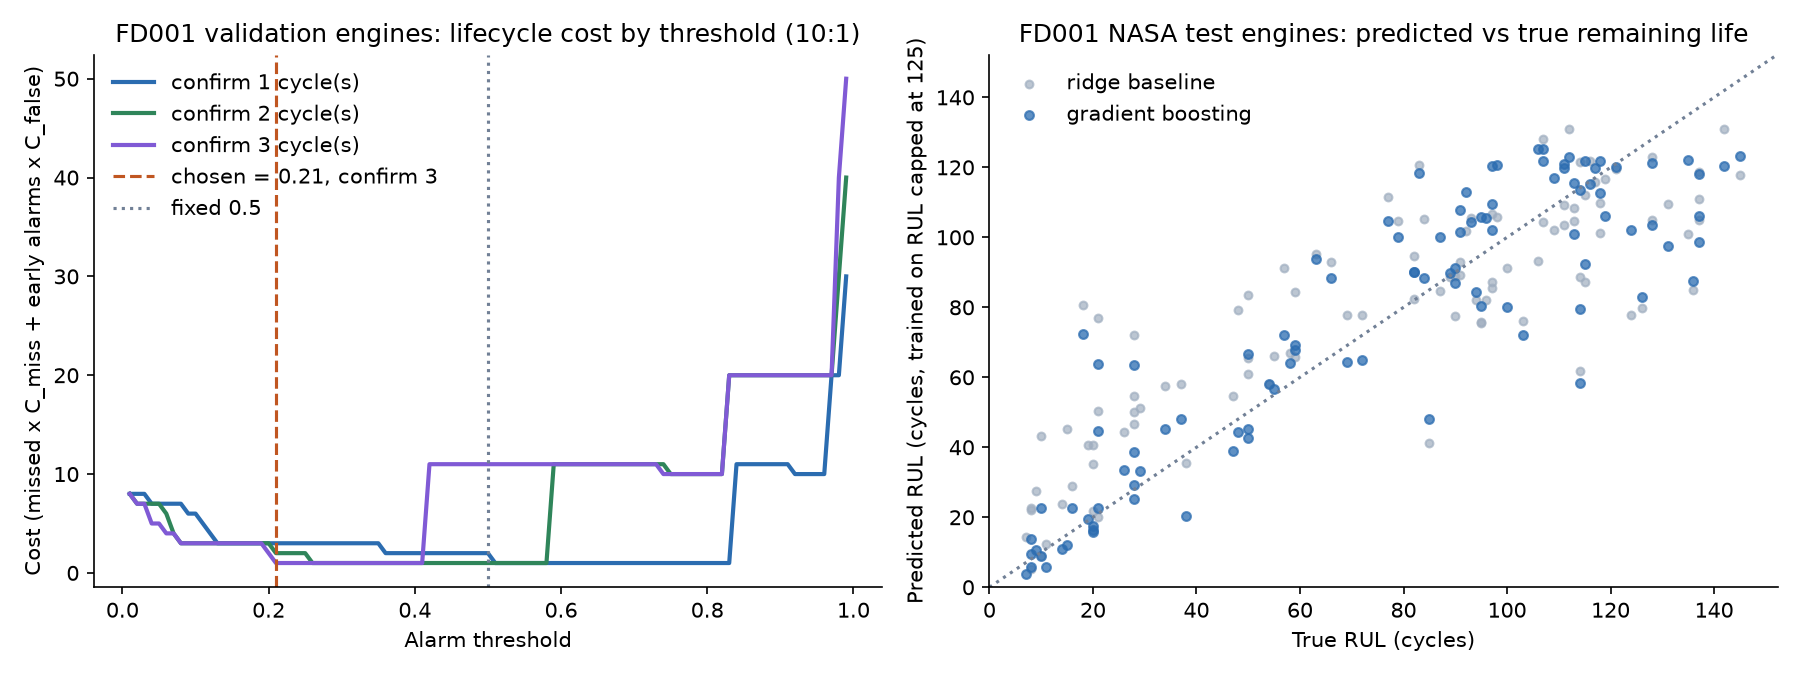 FD001 validation engines: lifecycle cost by threshold (10:1)
Cost (missed x C_miss + early alarms x C_false)
50
40
30
20
10
0
confirm 1 cycle(s)
confirm 2 cycle(s)
confirm 3 cycle(s)
chosen = 0.21, confirm 3
fixed 0.5
0.0 0.2 0.4 0.6 0.8 1.0
Alarm threshold
FD001 NASA test engines: predicted vs true remaining life
Predicted RUL (cycles, trained on RUL capped at 125)
140
120
100
80
60
40
20
0
ridge baseline
gradient boosting
0 20 40 60 80 100 120 140
True RUL (cycles)